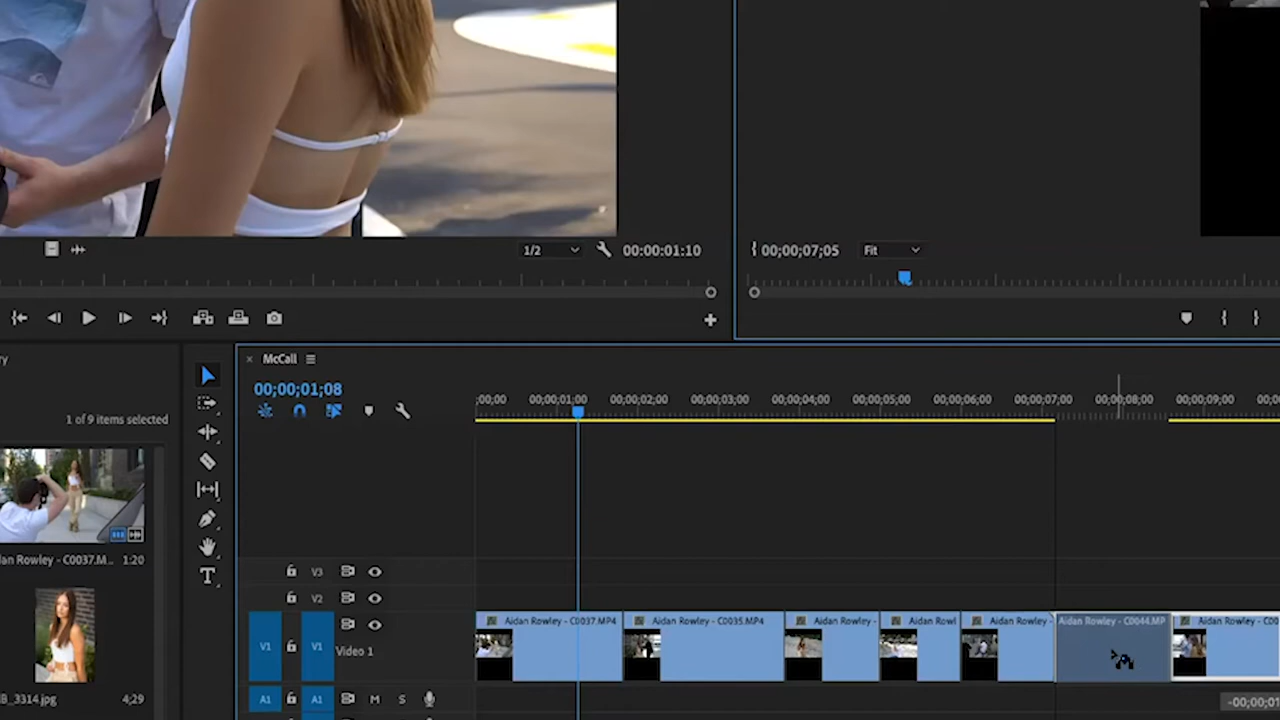 1/2
00:00:01:10
00;00;07;05
Fit
McCall
00;00;01;08
1 of 9 items selected
;00;00
00;00;01;00
00;00;02;00
00;00;03;00
00;00;04;00
00;00;05;00
00;00;06;00
00;00;07;00
00;00;08;00
00;00;09;00
dan Rowley - C0037.M...
1:20
V3
V2
Aidan Rowley - C0037.MP4
Aidan Rowley - C0035.MP4
Aidan Rowley -
Aidan Rowl
Aidan Rowley -
Aidan Rowley - C0044.MP
Aidan Rowley - C00
V1
V1
Video 1
_3314.jpg
4;29
A1
A1
M
S
-00;00;01